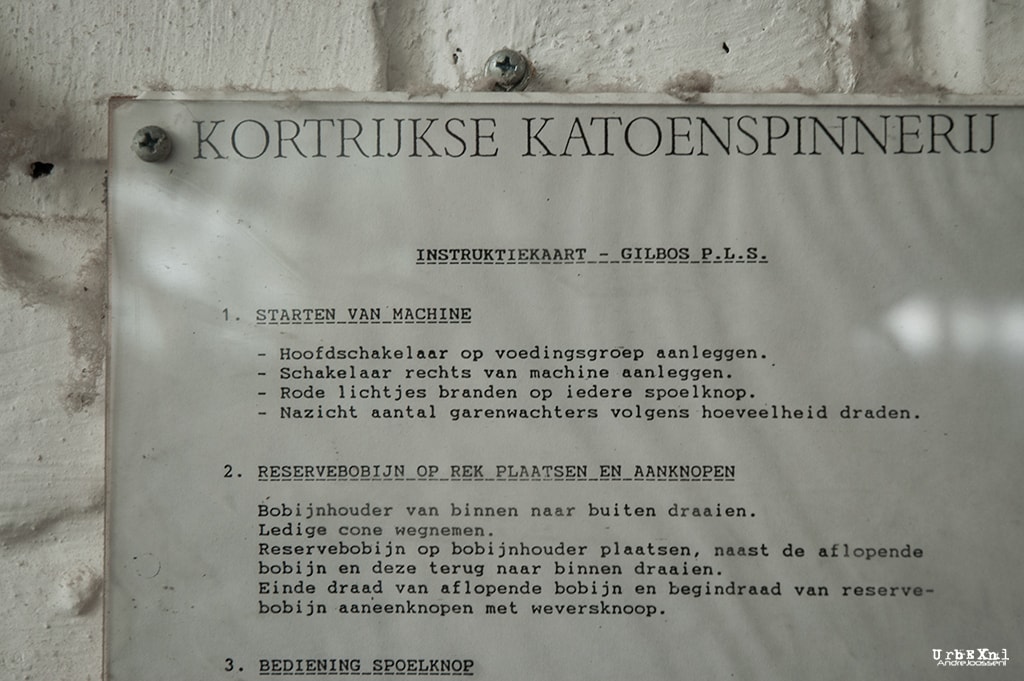 KORTRIJKSE KATOENSPINNERIJ
INSTRUKTIEKAART - GILBOS P.L.S.
1. STARTEN VAN MACHINE
- Hoofdschakelaar op voedingsgroep aanleggen.
- Schakelaar rechts van machine aanleggen.
- Rode lichtjes branden op iedere spoelknop.
- Nazicht aantal garenwachters volgens hoeveelheid draden.
2. RESERVEBOBIJN OP REK PLAATSEN EN AANKNOPEN
Bobijnhouder van binnen naar buiten draaien.
Ledige cone wegnemen.
Reservebobijn op bobijnhouder plaatsen, naast de aflopende
bobijn en deze terug naar binnen draaien.
Einde draad van aflopende bobijn en begindraad van reserve-
bobijn aaneenknopen met weversknoop.
3. BEDIENING SPOELKNOP
UrbEXnl
AndreJoosse.nl